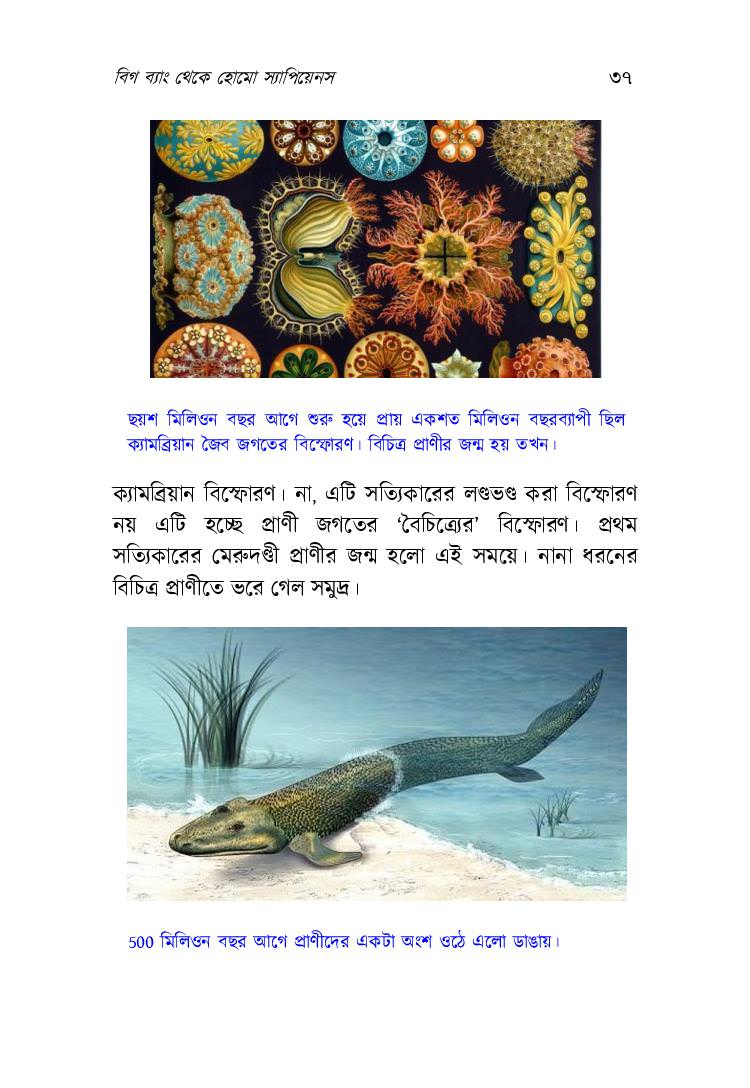 বিগ ব্যাং থেকে হোমো স্যাপিয়েনস ৩৭
ছয়শ মিলিওন বছর আগে শুরু হয়ে প্রায় একশত মিলিওন বছরব্যাপী ছিল
ক্যামব্রিয়ান জৈব জগতের বিস্ফোরণ। বিচিত্র প্রাণীর জন্ম হয় তখন।
ক্যামব্রিয়ান বিস্ফোরণ। না, এটি সত্যিকারের লণ্ডভণ্ড করা বিস্ফোরণ
নয় এটি হচ্ছে প্রাণী জগতের ‘বৈচিত্র্যের’ বিস্ফোরণ। প্রথম
সত্যিকারের মেরুদণ্ডী প্রাণীর জন্ম হলো এই সময়ে। নানা ধরনের
বিচিত্র প্রাণীতে ভরে গেল সমুদ্র।
500 মিলিওন বছর আগে প্রাণীদের একটা অংশ ওঠে এলো ডাঙায়।